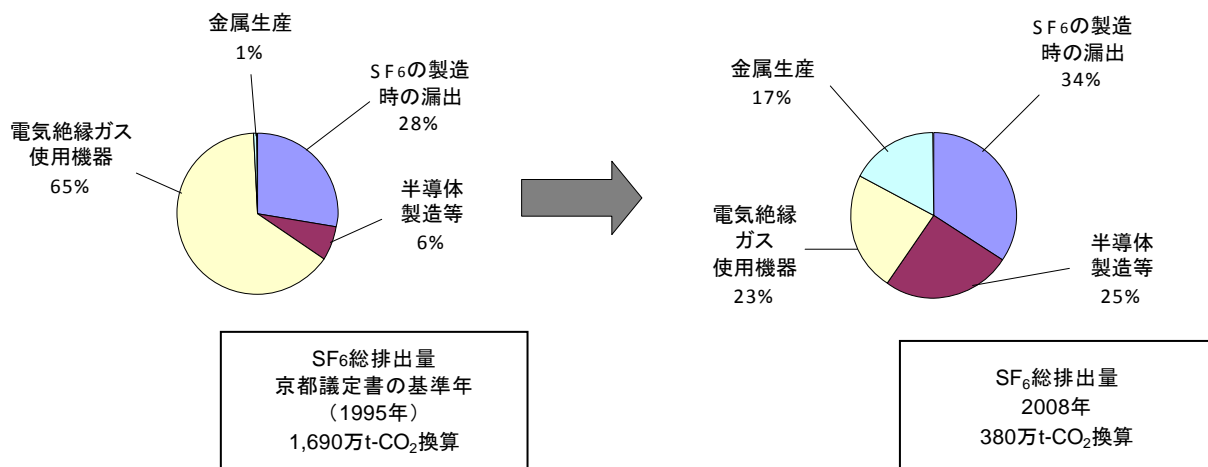 金属生産
1%
SF6の製造
時の漏出
28%
電気絶縁ガス
使用機器
65%
半導体
製造等
6%
SF6総排出量
京都議定書の基準年
（1995年）
1,690万t-CO2換算
SF6の製造
時の漏出
34%
金属生産
17%
電気絶縁
ガス
使用機器
23%
半導体
製造等
25%
SF6総排出量
2008年
380万t-CO2換算